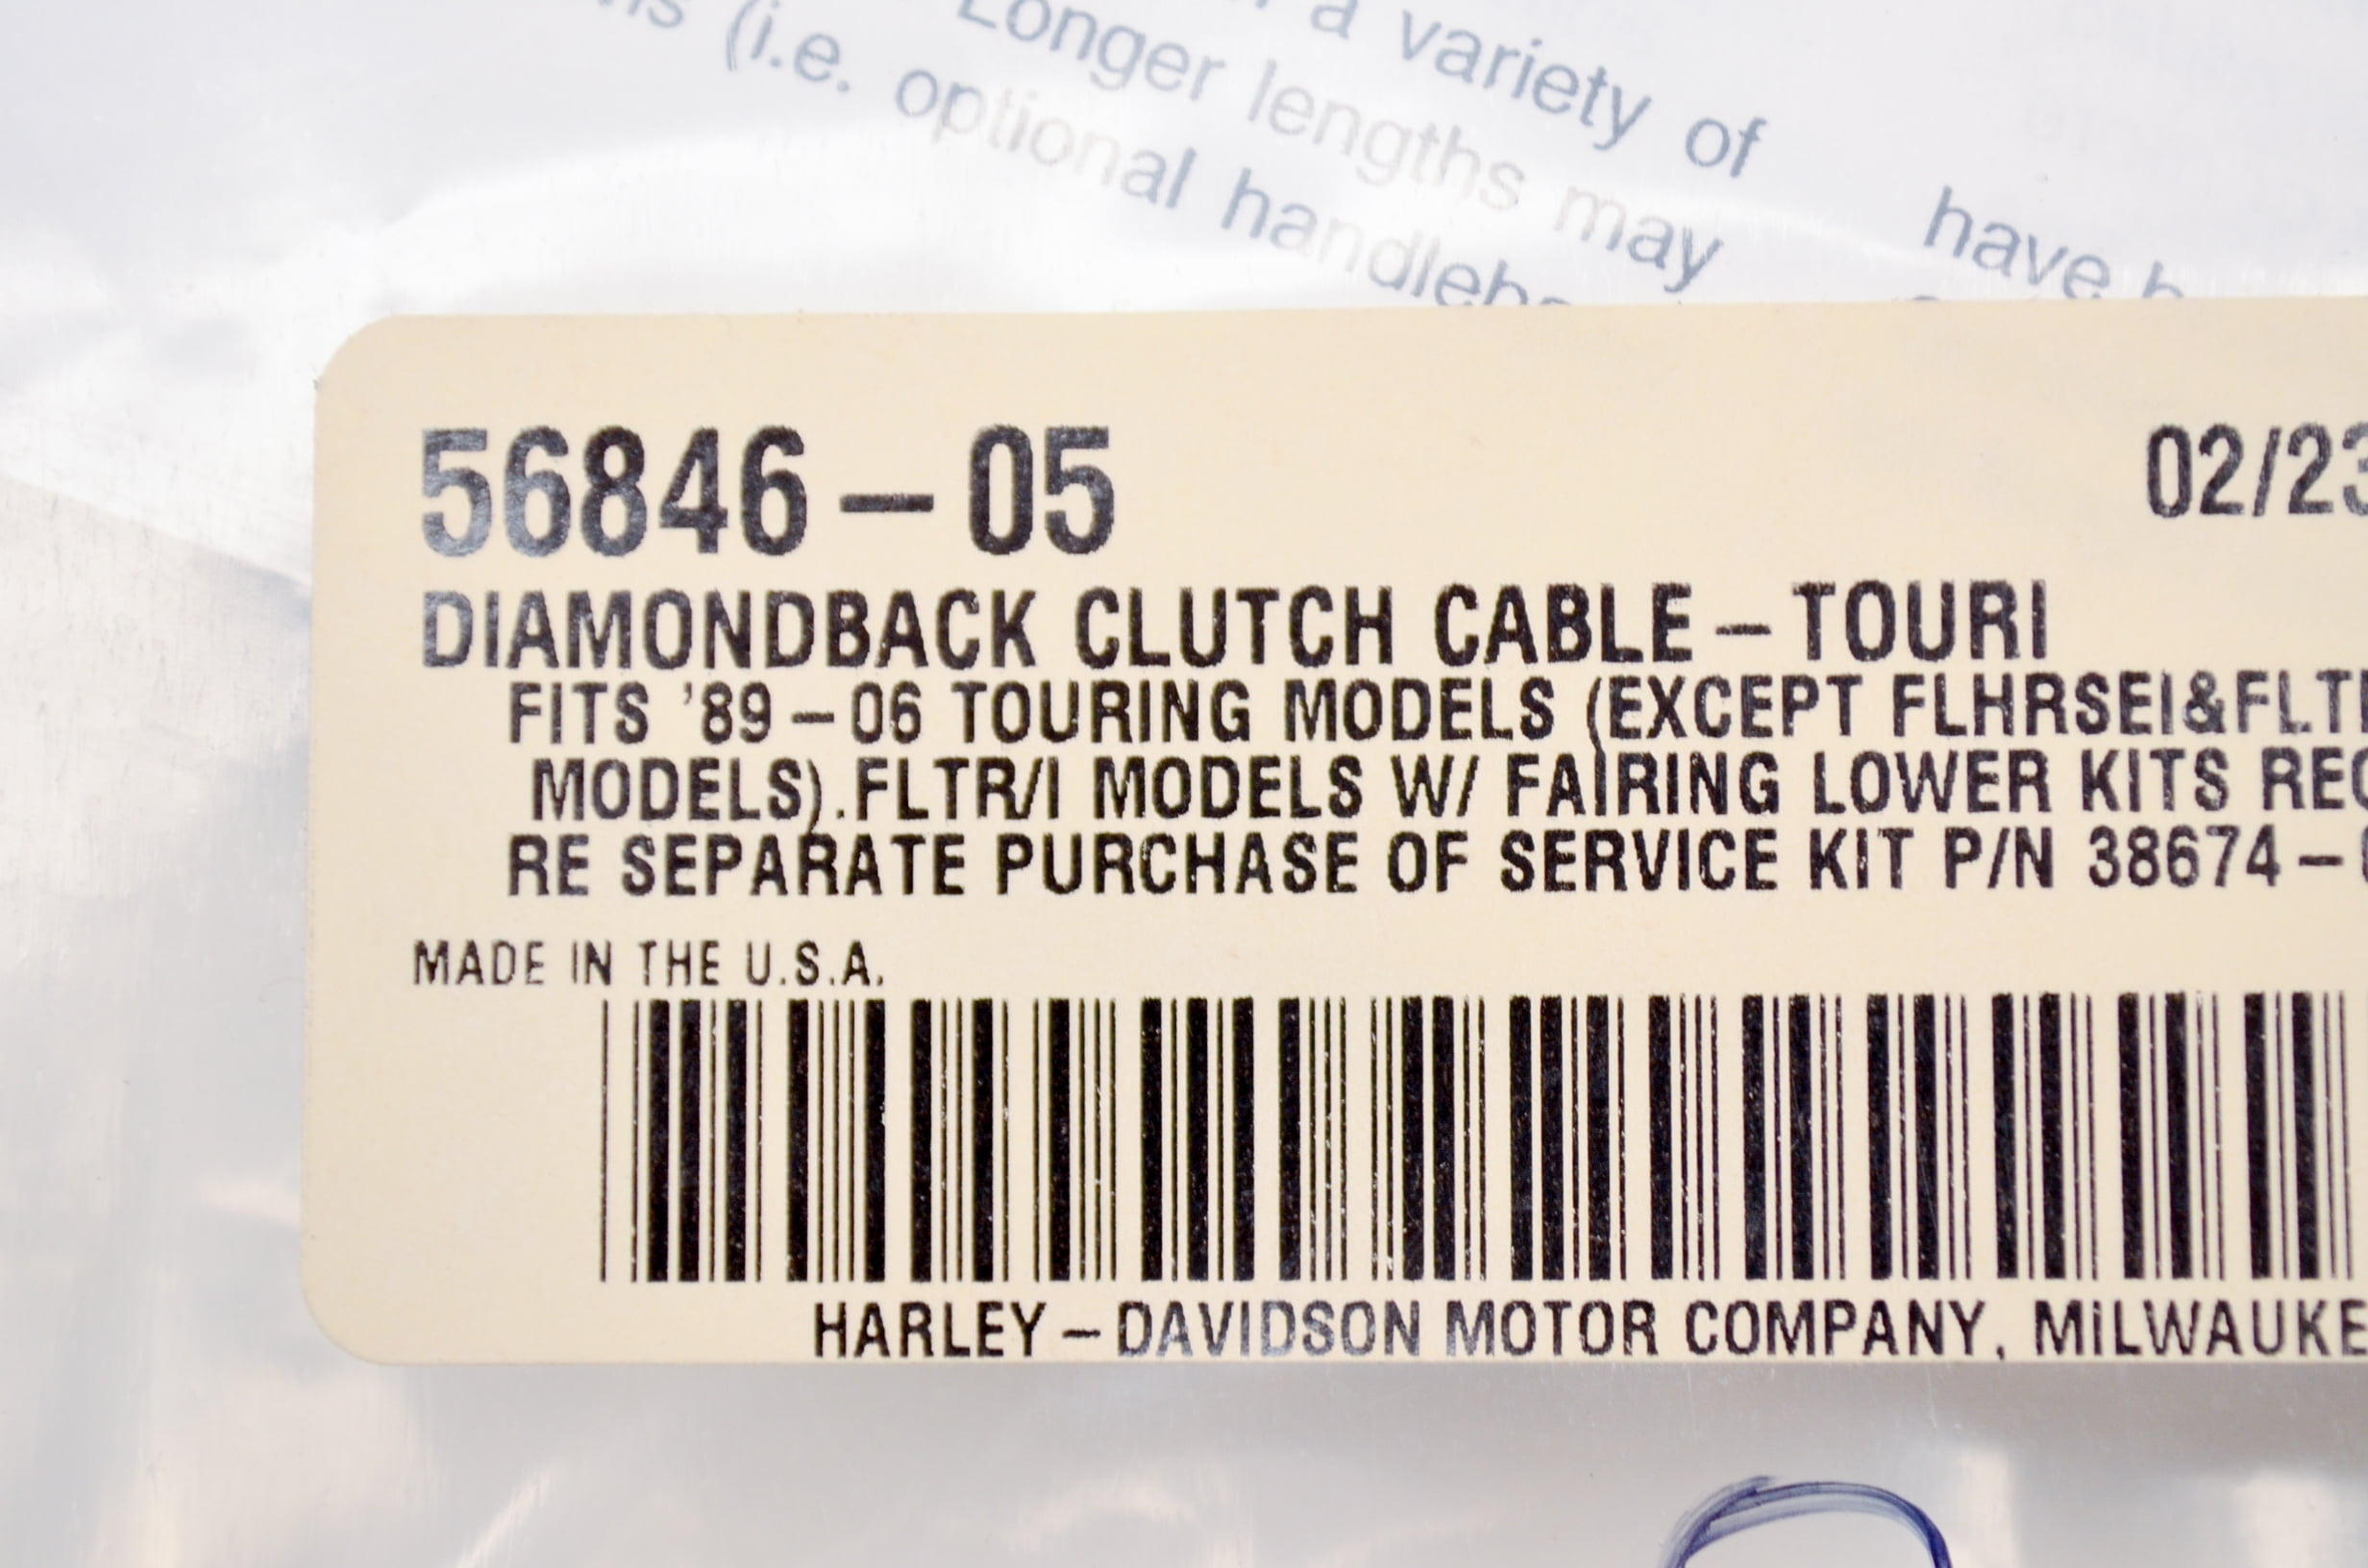 a variety of
Longer lengths may have
(i.e. optional
56846-05 02/23
DIAMONDBACK CLUTCH CABLE-TOURI
FITS '89-06 TOURING MODELS (EXCEPT FLHRSEI&FLT
MODELS).FLTR/I MODELS W/ FAIRING LOWER KITS REQ
RE SEPARATE PURCHASE OF SERVICE KIT P/N 38674-
MADE IN THE U.S.A.
HARLEY-DAVIDSON MOTOR COMPANY, MILWAUKE